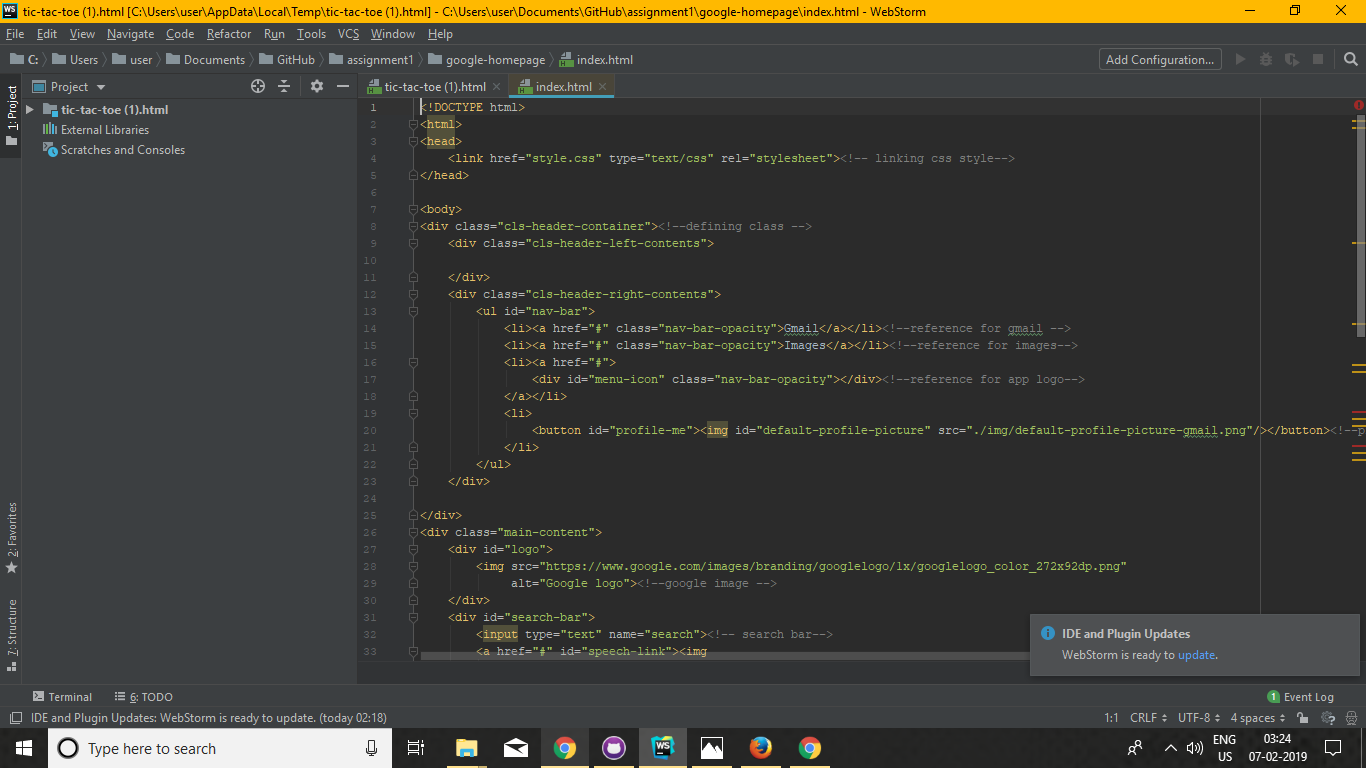 tic-tac-toe (1).html [C:\Users\user\AppData\Local\Temp\tic-tac-toe (1).html] - C:\Users\user\Documents\GitHub\assignment1\google-homepage\index.html - WebStorm
File Edit View Navigate Code Refactor Run Tools VCS Window Help
C: Users user Documents GitHub assignment1 google-homepage index.html Add Configuration...
1: Project
Project
tic-tac-toe (1).html
External Libraries
Scratches and Consoles
2: Favorites
7: Structure
tic-tac-toe (1).html index.html
1 <!DOCTYPE html>
2 <html>
3 <head>
4 <link href="style.css" type="text/css" rel="stylesheet"><!-- linking css style-->
5 </head>
6
7 <body>
8 <div class="cls-header-container"><!--defining class -->
9 <div class="cls-header-left-contents">
10
11 </div>
12 <div class="cls-header-right-contents">
13 <ul id="nav-bar">
14 <li><a href="#" class="nav-bar-opacity">Gmail</a></li><!--reference for gmail -->
15 <li><a href="#" class="nav-bar-opacity">Images</a></li><!--reference for images-->
16 <li><a href="#">
17 <div id="menu-icon" class="nav-bar-opacity"></div><!--reference for app logo-->
18 </a></li>
19 <li>
20 <button id="profile-me"><img id="default-profile-picture" src="./img/default-profile-picture-gmail.png"/></button><!--p
21 </li>
22 </ul>
23 </div>
24
25 </div>
26 <div class="main-content">
27 <div id="logo">
28 <img src="https://www.google.com/images/branding/googlelogo/1x/googlelogo_color_272x92dp.png"
29 alt="Google logo"><!--google image -->
30 </div>
31 <div id="search-bar">
32 <input type="text" name="search"><!-- search bar-->
33 <a href="#" id="speech-link"><img
IDE and Plugin Updates
WebStorm is ready to update.
Terminal 6: TODO 1 Event Log
IDE and Plugin Updates: WebStorm is ready to update. (today 02:18) 1:1 CRLF UTF-8 4 spaces
Type here to search
WS
ENG
US
03:24
07-02-2019